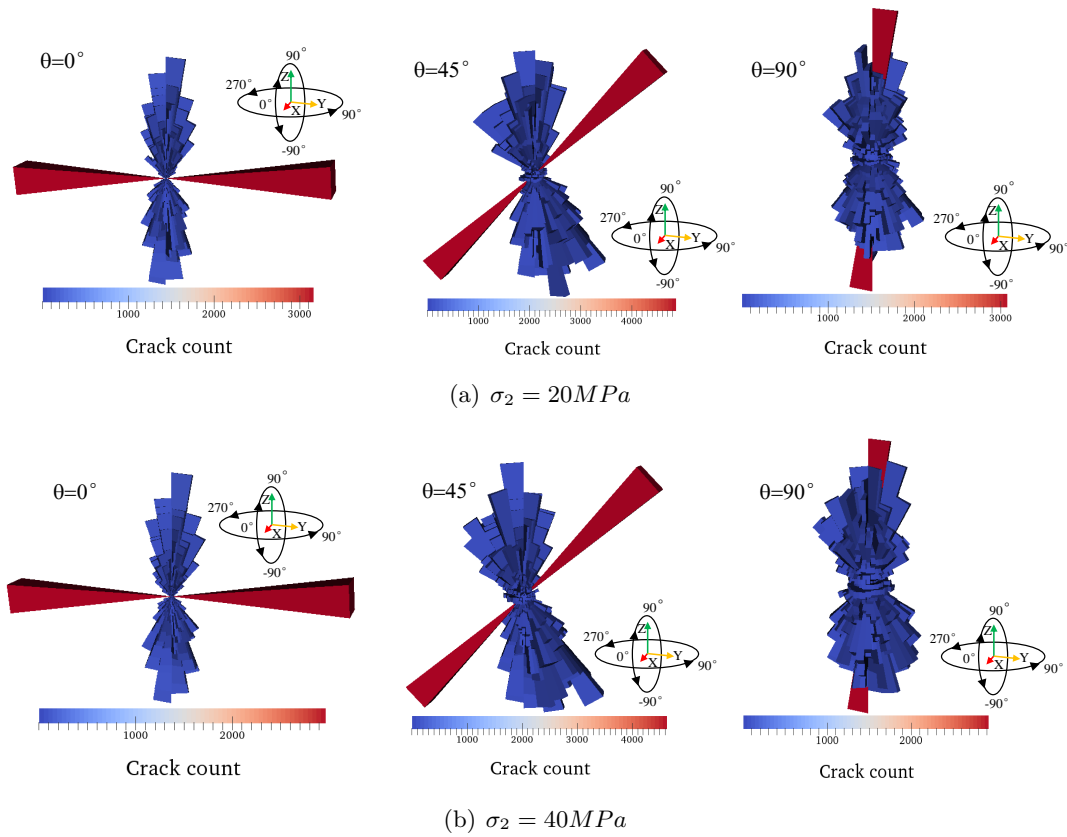 θ=0°
90°
Z
270°
0°
X
Y
90°
-90°
1000 2000 3000
Crack count
θ=45°
90°
Z
270°
0°
X
Y
90°
-90°
1000 2000 3000 4000
Crack count
θ=90°
90°
Z
270°
0°
X
Y
90°
-90°
1000 2000 3000
Crack count
(a) σ₂ = 20MPa
θ=0°
90°
Z
270°
0°
X
Y
90°
-90°
1000 2000
Crack count
θ=45°
90°
Z
270°
0°
X
Y
90°
-90°
1000 2000 3000 4000
Crack count
θ=90°
90°
Z
270°
0°
X
Y
90°
-90°
1000 2000
Crack count
(b) σ₂ = 40MPa